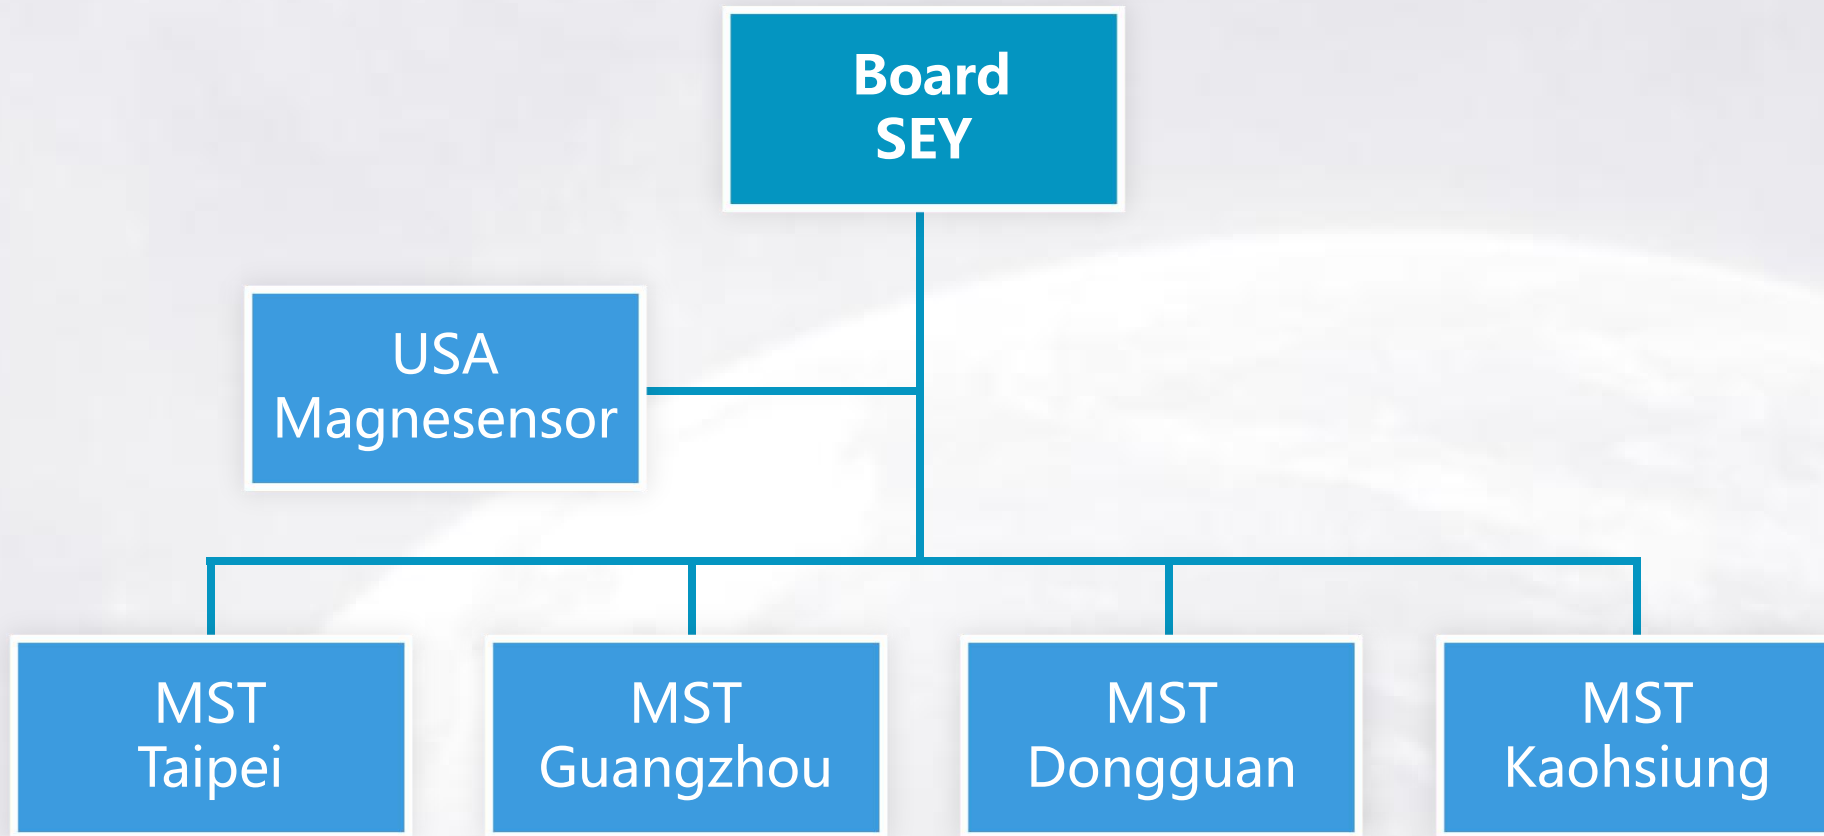 Board
SEY
USA
Magnesensor
MST
Taipei
MST
Guangzhou
MST
Dongguan
MST
Kaohsiung